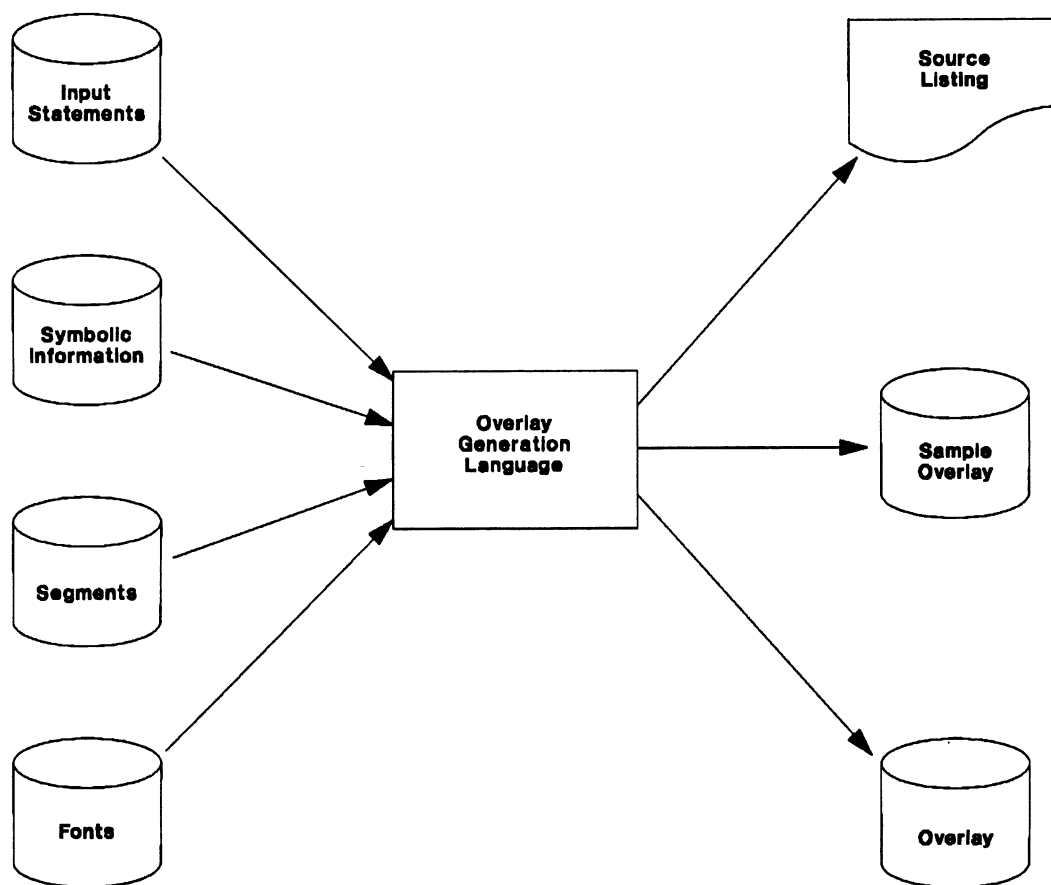 Input
Statements
Symbolic
Information
Segments
Fonts
Overlay
Generation
Language
Source
Listing
Sample
Overlay
Overlay